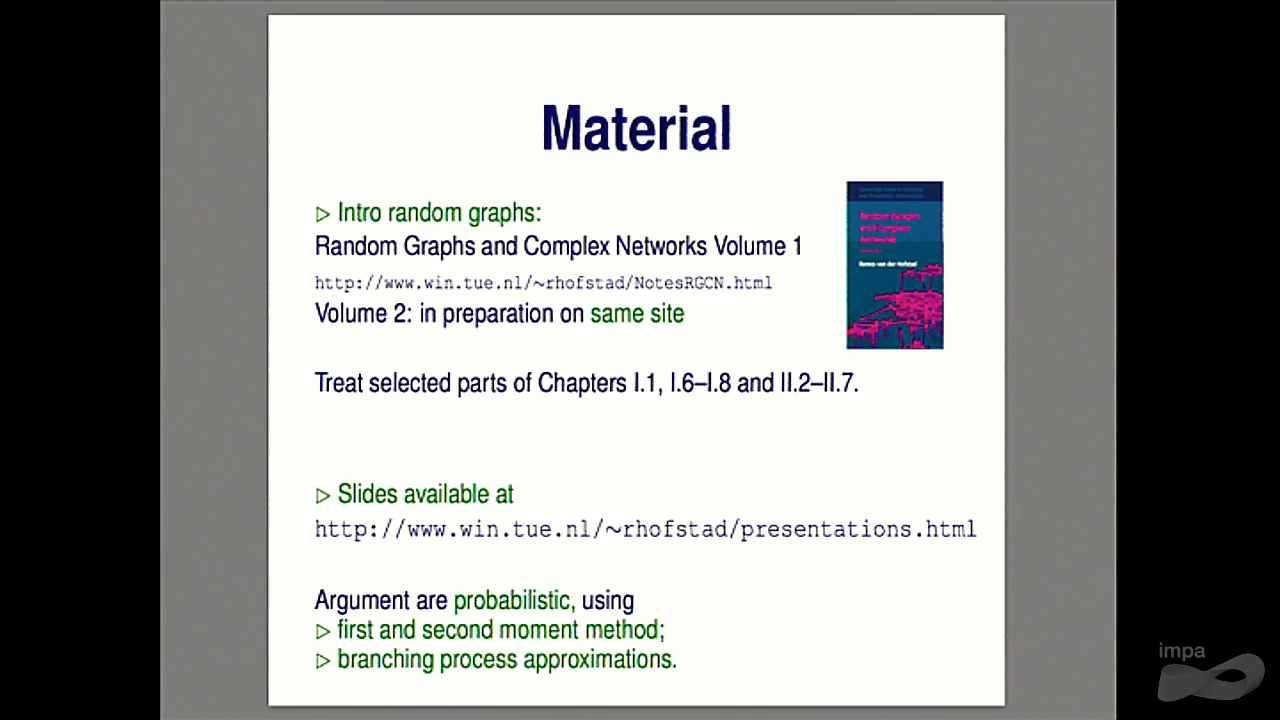 Material
▷ Intro random graphs:
Random Graphs and Complex Networks Volume 1
http://www.win.tue.nl/~rhofstad/NotesRGCN.html
Volume 2: in preparation on same site
Random Graphs
and Complex
Networks
Remco van der Hofstad
Treat selected parts of Chapters I.1, I.6–I.8 and II.2–II.7.
▷ Slides available at
http://www.win.tue.nl/~rhofstad/presentations.html
Argument are probabilistic, using
▷ first and second moment method;
▷ branching process approximations.
impa